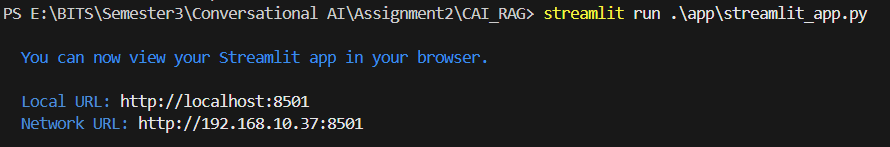 PS E:\BITS\Semester3\Conversational AI\Assignment2\CAI_RAG> streamlit run .\app\streamlit_app.py
You can now view your Streamlit app in your browser.
Local URL: http://localhost:8501
Network URL: http://192.168.10.37:8501